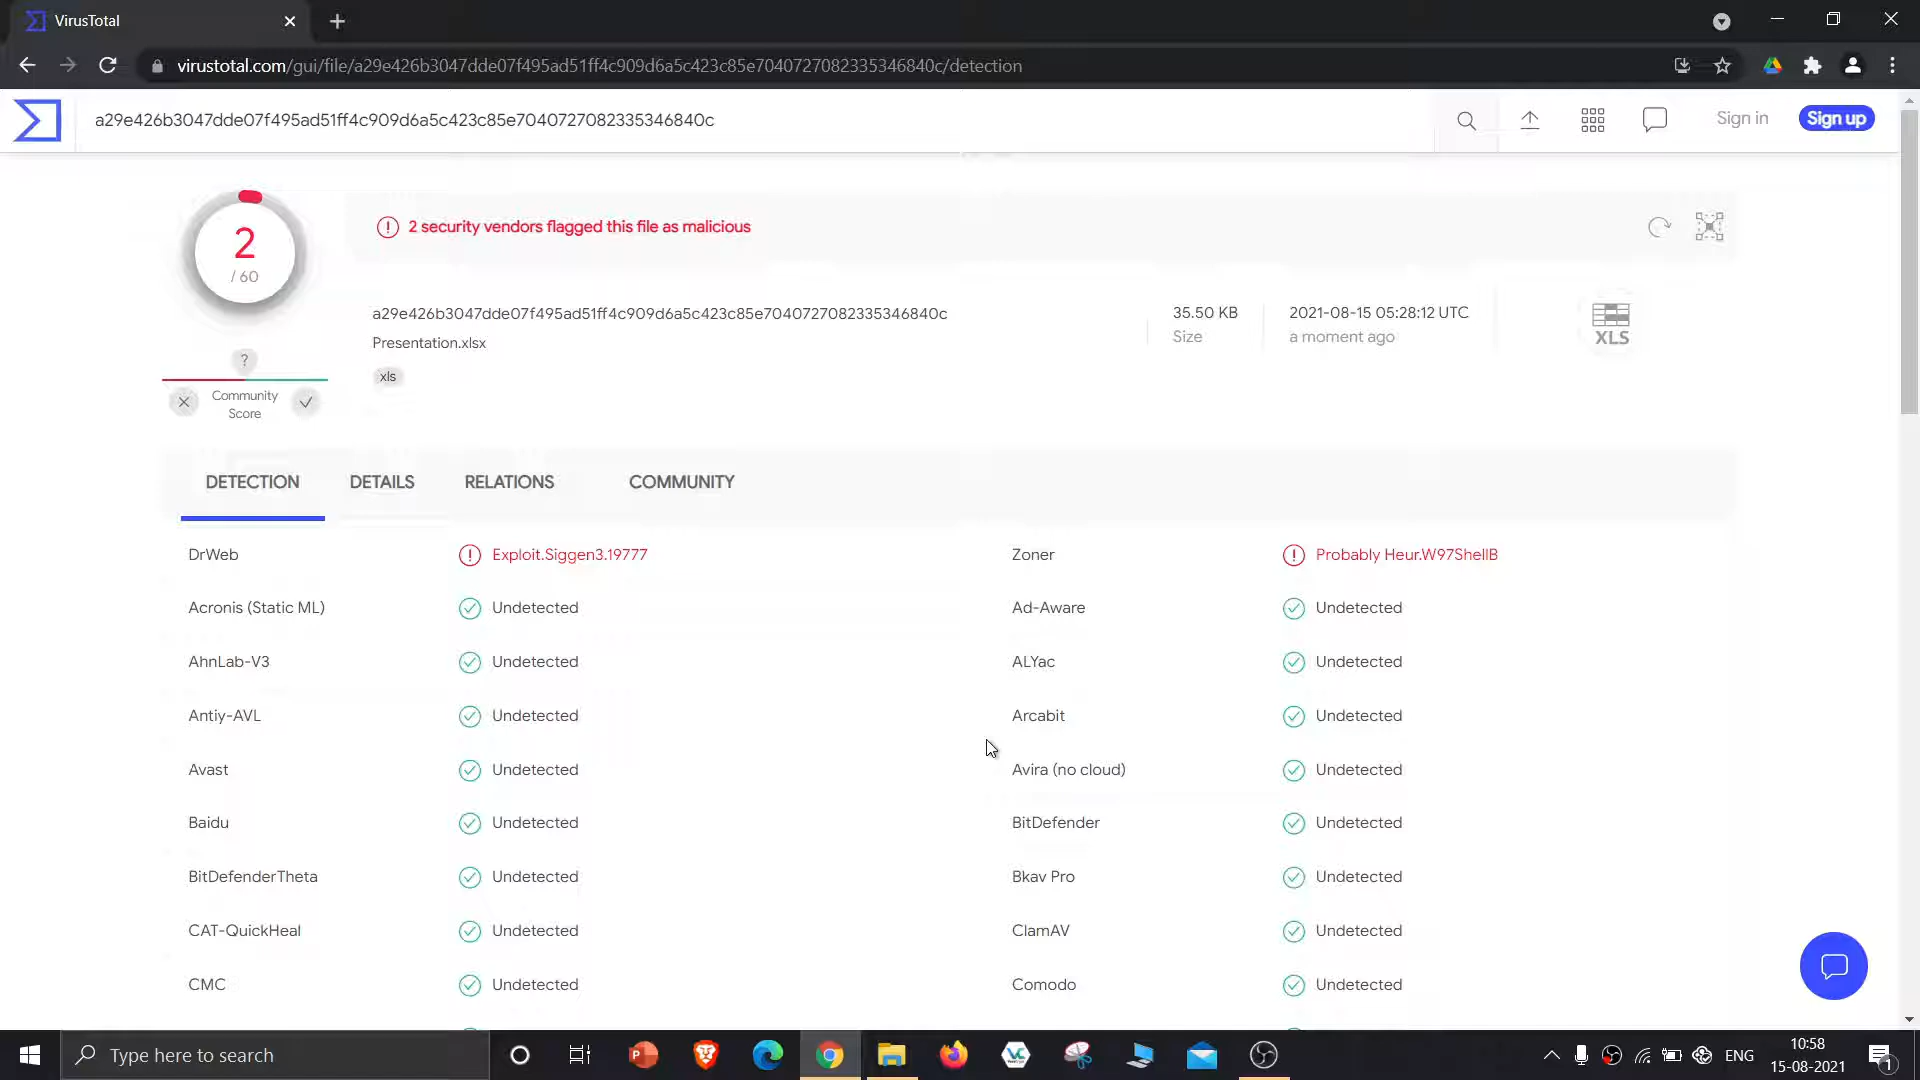 VirusTotal
virustotal.com/gui/file/a29e426b3047dde07f495ad51ff4c909d6a5c423c85e7040727082335346840c/detection
a29e426b3047dde07f495ad51ff4c909d6a5c423c85e7040727082335346840c
Sign in
Sign up
2
/ 60
2 security vendors flagged this file as malicious
a29e426b3047dde07f495ad51ff4c909d6a5c423c85e7040727082335346840c
Presentation.xlsx
xls
35.50 KB
Size
2021-08-15 05:28:12 UTC
a moment ago
XLS
?
Community
Score
DETECTION DETAILS RELATIONS COMMUNITY
DrWeb Exploit.Siggen3.19777 Zoner Probably Heur.W97ShellB
Acronis (Static ML) Undetected Ad-Aware Undetected
AhnLab-V3 Undetected ALYac Undetected
Antiy-AVL Undetected Arcabit Undetected
Avast Undetected Avira (no cloud) Undetected
Baidu Undetected BitDefender Undetected
BitDefenderTheta Undetected Bkav Pro Undetected
CAT-QuickHeal Undetected ClamAV Undetected
CMC Undetected Comodo Undetected
Type here to search
ENG
10:58
15-08-2021
1